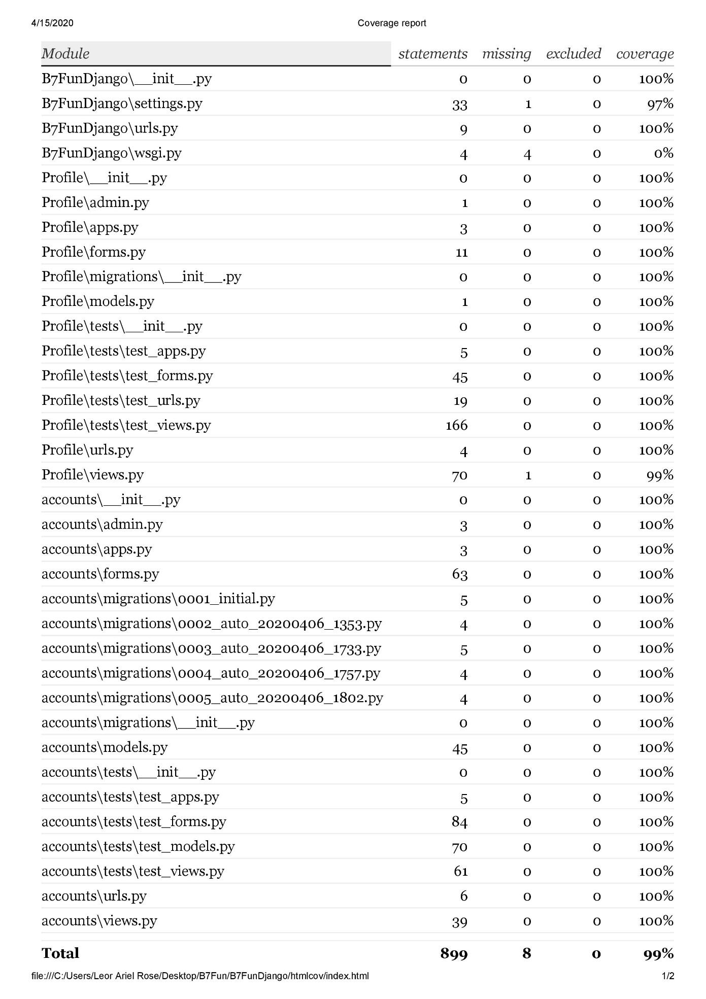 4/15/2020 Coverage report
Module statements missing excluded coverage
B7FunDjango\__init__.py 0 0 0 100%
B7FunDjango\settings.py 33 1 0 97%
B7FunDjango\urls.py 9 0 0 100%
B7FunDjango\wsgi.py 4 4 0 0%
Profile\__init__.py 0 0 0 100%
Profile\admin.py 1 0 0 100%
Profile\apps.py 3 0 0 100%
Profile\forms.py 11 0 0 100%
Profile\migrations\__init__.py 0 0 0 100%
Profile\models.py 1 0 0 100%
Profile\tests\__init__.py 0 0 0 100%
Profile\tests\test_apps.py 5 0 0 100%
Profile\tests\test_forms.py 45 0 0 100%
Profile\tests\test_urls.py 19 0 0 100%
Profile\tests\test_views.py 166 0 0 100%
Profile\urls.py 4 0 0 100%
Profile\views.py 70 1 0 99%
accounts\__init__.py 0 0 0 100%
accounts\admin.py 3 0 0 100%
accounts\apps.py 3 0 0 100%
accounts\forms.py 63 0 0 100%
accounts\migrations\0001_initial.py 5 0 0 100%
accounts\migrations\0002_auto_20200406_1353.py 4 0 0 100%
accounts\migrations\0003_auto_20200406_1733.py 5 0 0 100%
accounts\migrations\0004_auto_20200406_1757.py 4 0 0 100%
accounts\migrations\0005_auto_20200406_1802.py 4 0 0 100%
accounts\migrations\__init__.py 0 0 0 100%
accounts\models.py 45 0 0 100%
accounts\tests\__init__.py 0 0 0 100%
accounts\tests\test_apps.py 5 0 0 100%
accounts\tests\test_forms.py 84 0 0 100%
accounts\tests\test_models.py 70 0 0 100%
accounts\tests\test_views.py 61 0 0 100%
accounts\urls.py 6 0 0 100%
accounts\views.py 39 0 0 100%
Total 899 8 0 99%
file:///C:/Users/Leor Ariel Rose/Desktop/B7Fun/B7FunDjango/htmlcov/index.html 1/2